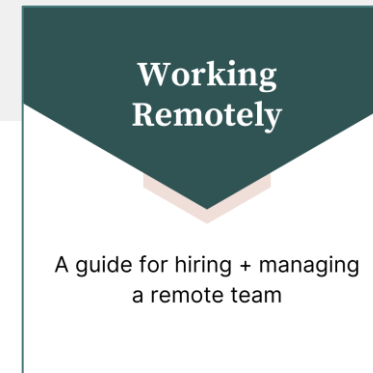 Working
Remotely
A guide for hiring + managing
a remote team